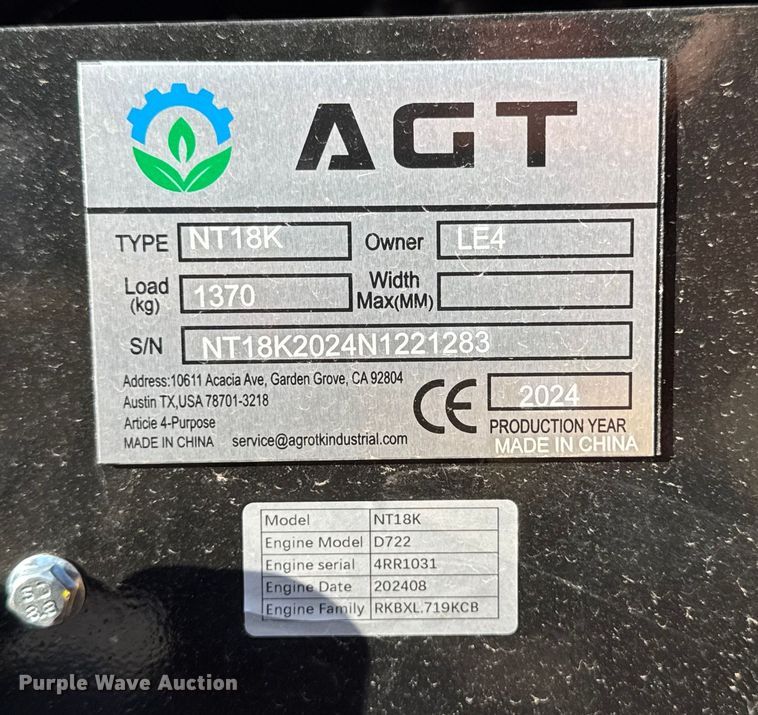 AGT
TYPE NT18K Owner LE4
Load (kg) 1370 Width Max(MM)
S/N NT18K2024N1221283
Address:10611 Acacia Ave, Garden Grove, CA 92804
Austin TX,USA 78701-3218
Articie 4-Purpose
MADE IN CHINA service@agrotkindustrial.com
CE 2024
PRODUCTION YEAR
MADE IN CHINA
Model NT18K
Engine Model D722
Engine serial 4RR1031
Engine Date 202408
Engine Family RKBXL.719KCB
8.8
Purple Wave Auction